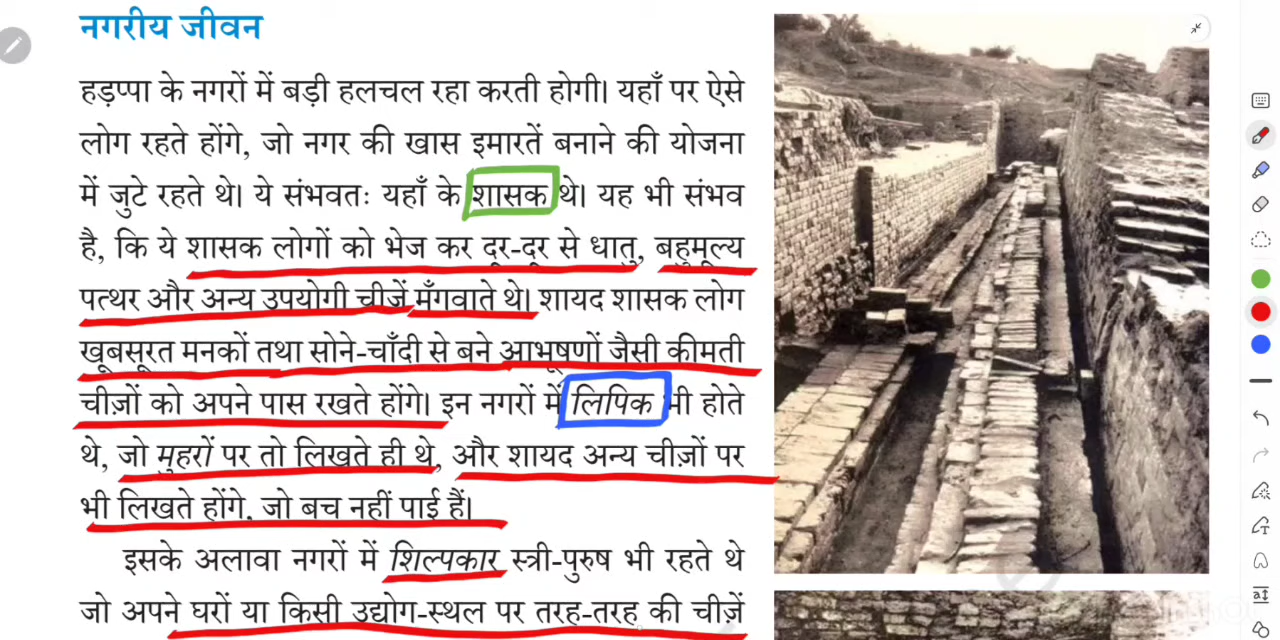 नगरीय जीवन
हड़प्पा के नगरों में बड़ी हलचल रहा करती होगी। यहाँ पर ऐसे
लोग रहते होंगे, जो नगर की खास इमारतें बनाने की योजना
में जुटे रहते थे। ये संभवतः यहाँ के शासक थे। यह भी संभव
है, कि ये शासक लोगों को भेज कर दूर-दूर से धातु, बहुमूल्य
पत्थर और अन्य उपयोगी चीज़ें मँगवाते थे। शायद शासक लोग
खूबसूरत मनकों तथा सोने-चाँदी से बने आभूषणों जैसी कीमती
चीज़ों को अपने पास रखते होंगे। इन नगरों में लिपिक भी होते
थे, जो मुहरों पर तो लिखते ही थे, और शायद अन्य चीज़ों पर
भी लिखते होंगे, जो बच नहीं पाई हैं।
इसके अलावा नगरों में शिल्पकार स्त्री-पुरुष भी रहते थे
जो अपने घरों या किसी उद्योग-स्थल पर तरह-तरह की चीज़ें